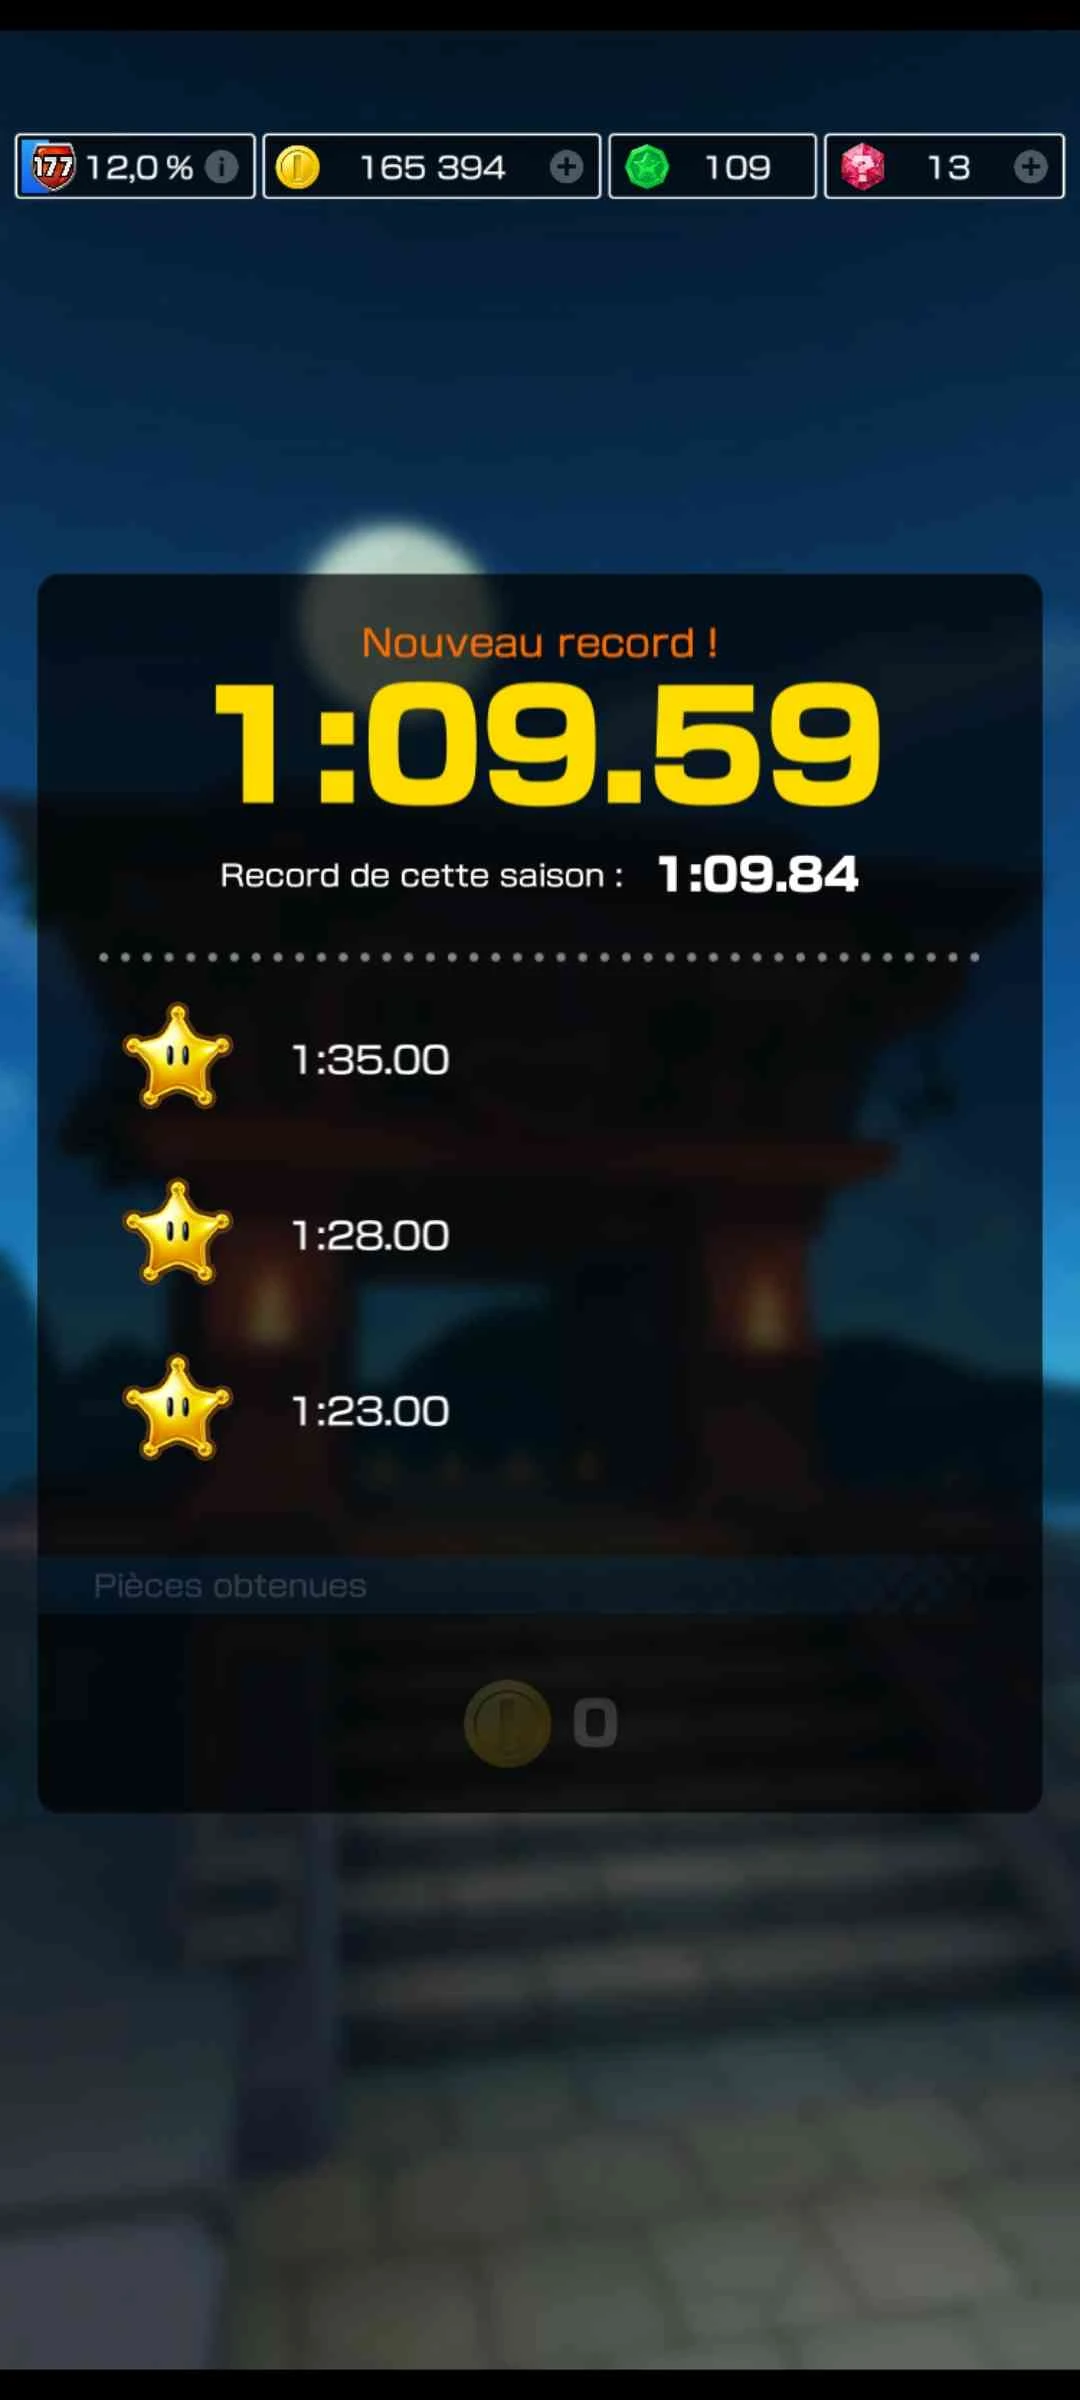 177 12,0 % i 165 394 + 109 ? 13 +
Nouveau record !
1:09.59
Record de cette saison : 1:09.84
1:35.00
1:28.00
1:23.00
Pièces obtenues
0